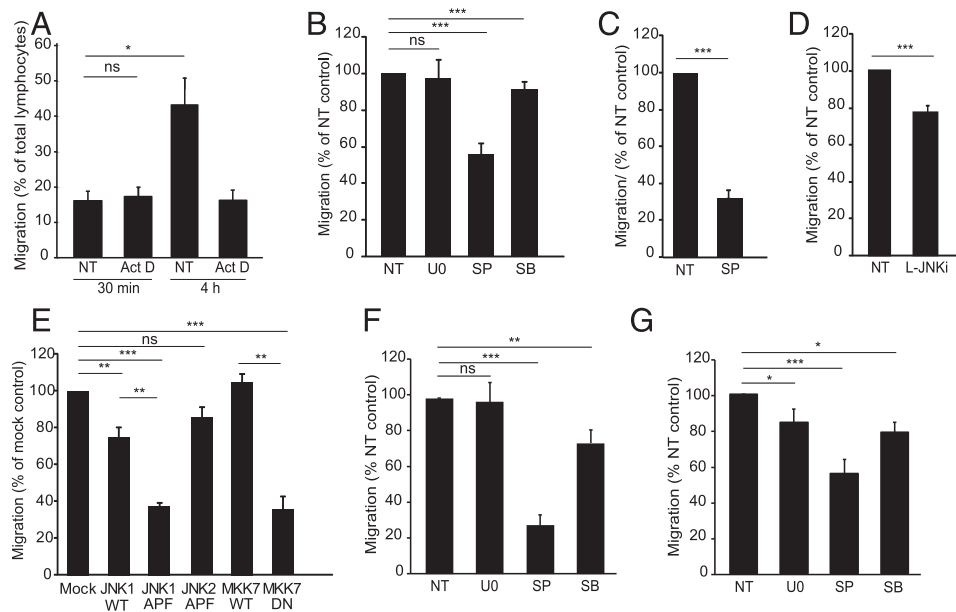 A
Migration (% of total lymphocytes)
60
50
40
30
20
10
0
*
ns
NT
Act D
NT
Act D
30 min
4 h
B
Migration (% of NT control)
120
100
80
60
40
20
0
***
***
ns
NT
U0
SP
SB
C
Migration/ (% of NT control)
120
100
80
60
40
20
0
***
NT
SP
D
Migration (% of NT control)
120
100
80
60
40
20
0
***
NT
L-JNKi
E
Migration (% of mock control)
120
100
80
60
40
20
0
***
ns
***
**
**
**
Mock
JNK1
WT
JNK1
APF
JNK2
APF
MKK7
WT
MKK7
DN
F
Migration (% NT control)
120
100
80
60
40
20
0
**
***
ns
NT
U0
SP
SB
G
Migration (% NT control)
120
100
80
60
40
20
0
*
***
*
NT
U0
SP
SB